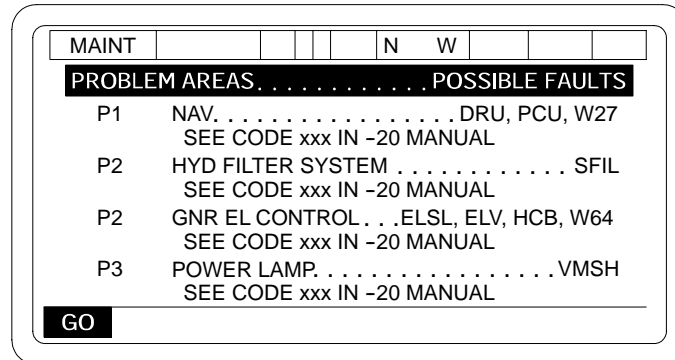 MAINT N W
PROBLEM AREAS. . . . . . . . . . . . .POSSIBLE FAULTS
P1 NAV. . . . . . . . . . . . . . . . . . .DRU, PCU, W27
SEE CODE xxx IN -20 MANUAL
P2 HYD FILTER SYSTEM . . . . . . . . . . . . . SFIL
SEE CODE xxx IN -20 MANUAL
P2 GNR EL CONTROL. . .ELSL, ELV, HCB, W64
SEE CODE xxx IN -20 MANUAL
P3 POWER LAMP. . . . . . . . . . . . . . . . . . .VMSH
SEE CODE xxx IN -20 MANUAL
GO